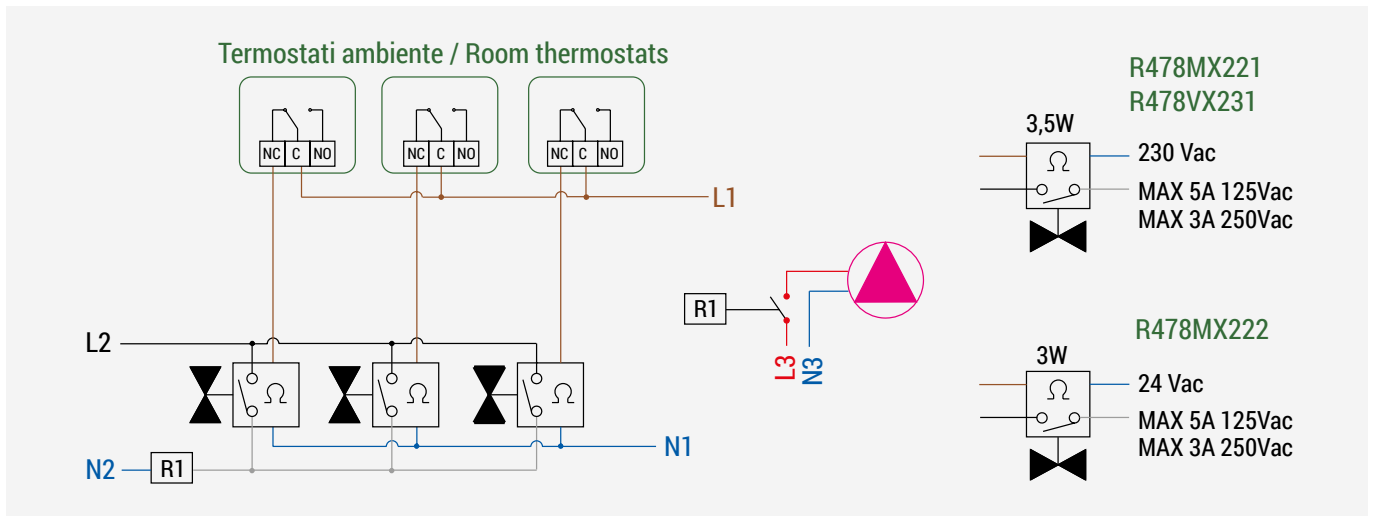 Termostati ambiente / Room thermostats
NC C NO
NC C NO
NC C NO
L1
L2
Ω
Ω
Ω
N1
N2
R1
R1
L3
N3
R478MX221
R478VX231
3,5W
Ω
230 Vac
MAX 5A 125Vac
MAX 3A 250Vac
R478MX222
3W
Ω
24 Vac
MAX 5A 125Vac
MAX 3A 250Vac